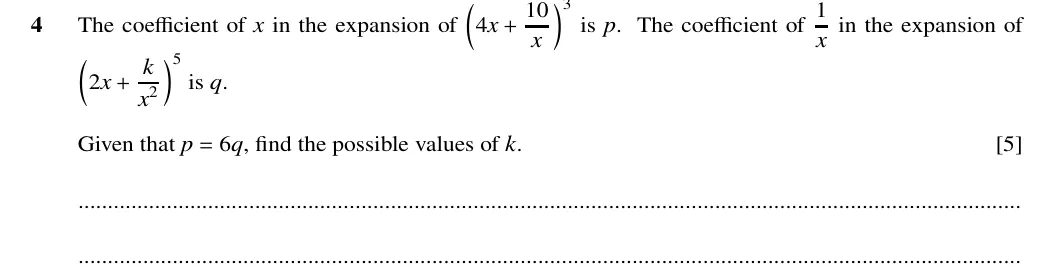 4 The coefficient of x in the expansion of (4x + 10/x)³ is p. The coefficient of 1/x in the expansion of
(2x + k/x²)⁵ is q.
Given that p = 6q, find the possible values of k. [5]